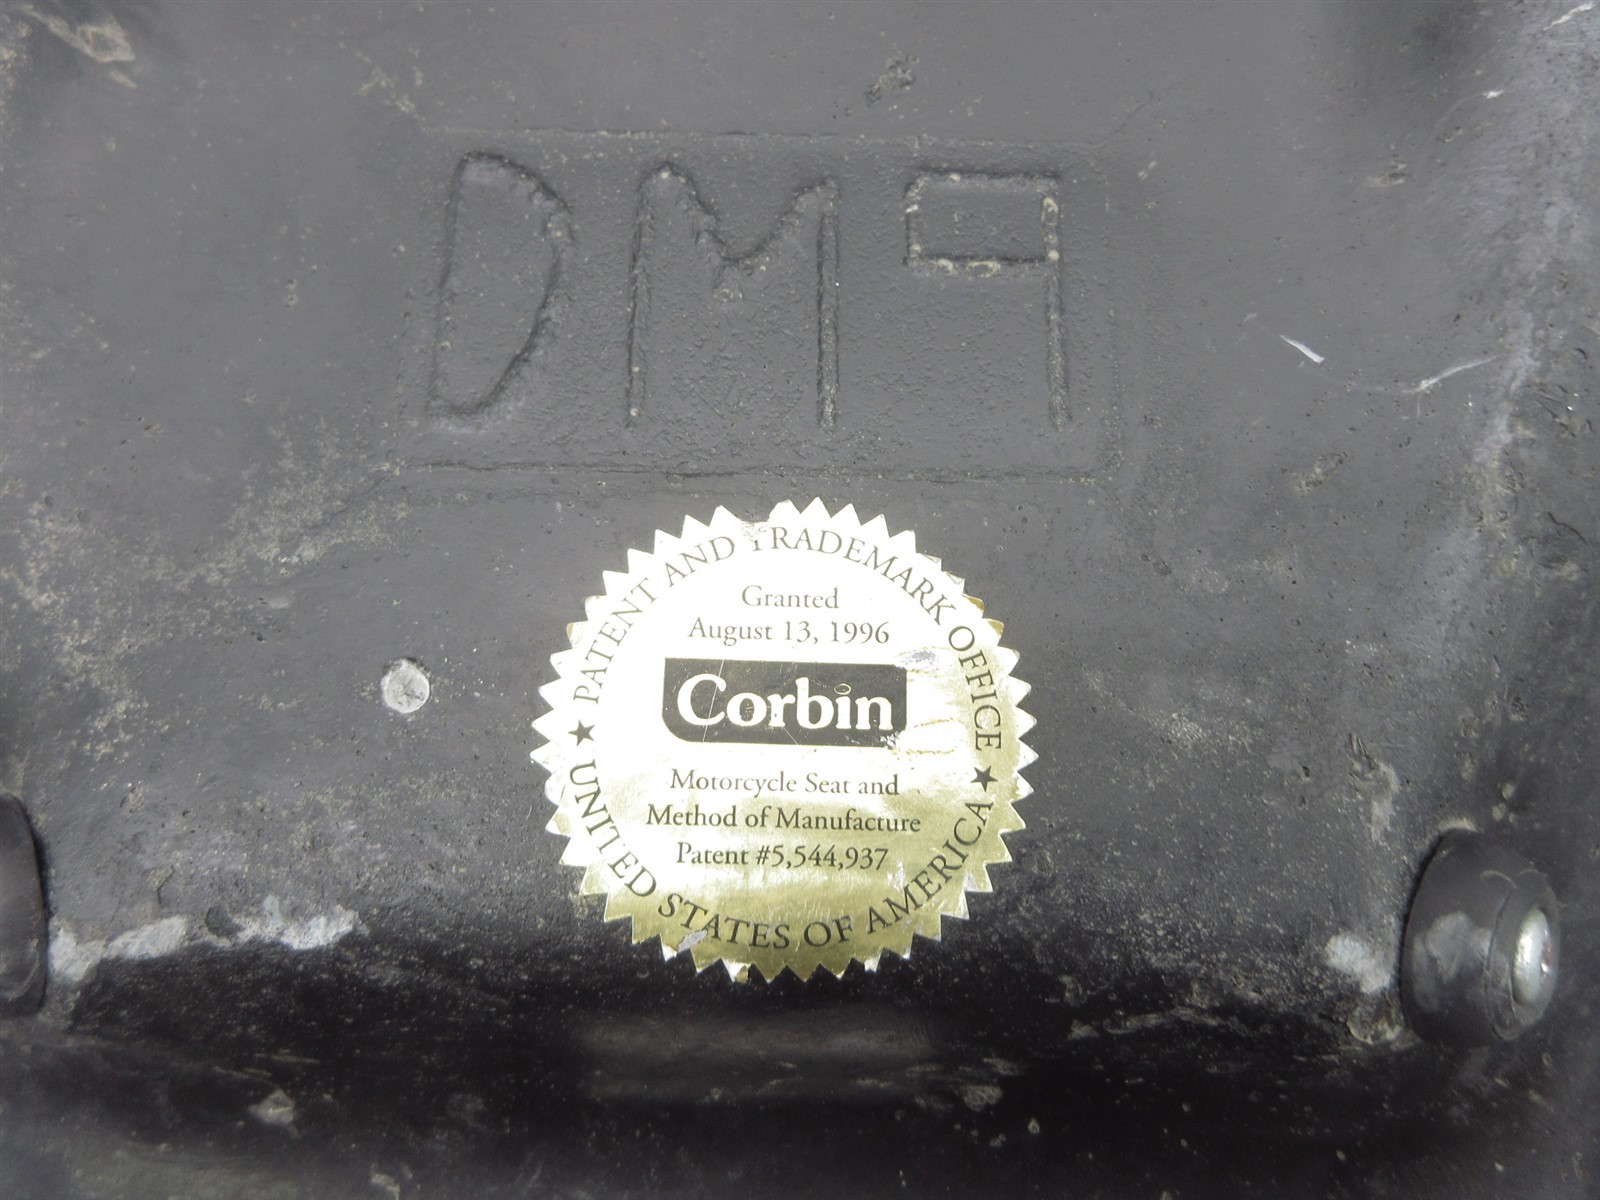 DM9
PATENT AND TRADEMARK OFFICE
Granted
August 13, 1996
Corbin
Motorcycle Seat and
Method of Manufacture
Patent #5,544,937
★ UNITED STATES OF AMERICA ★